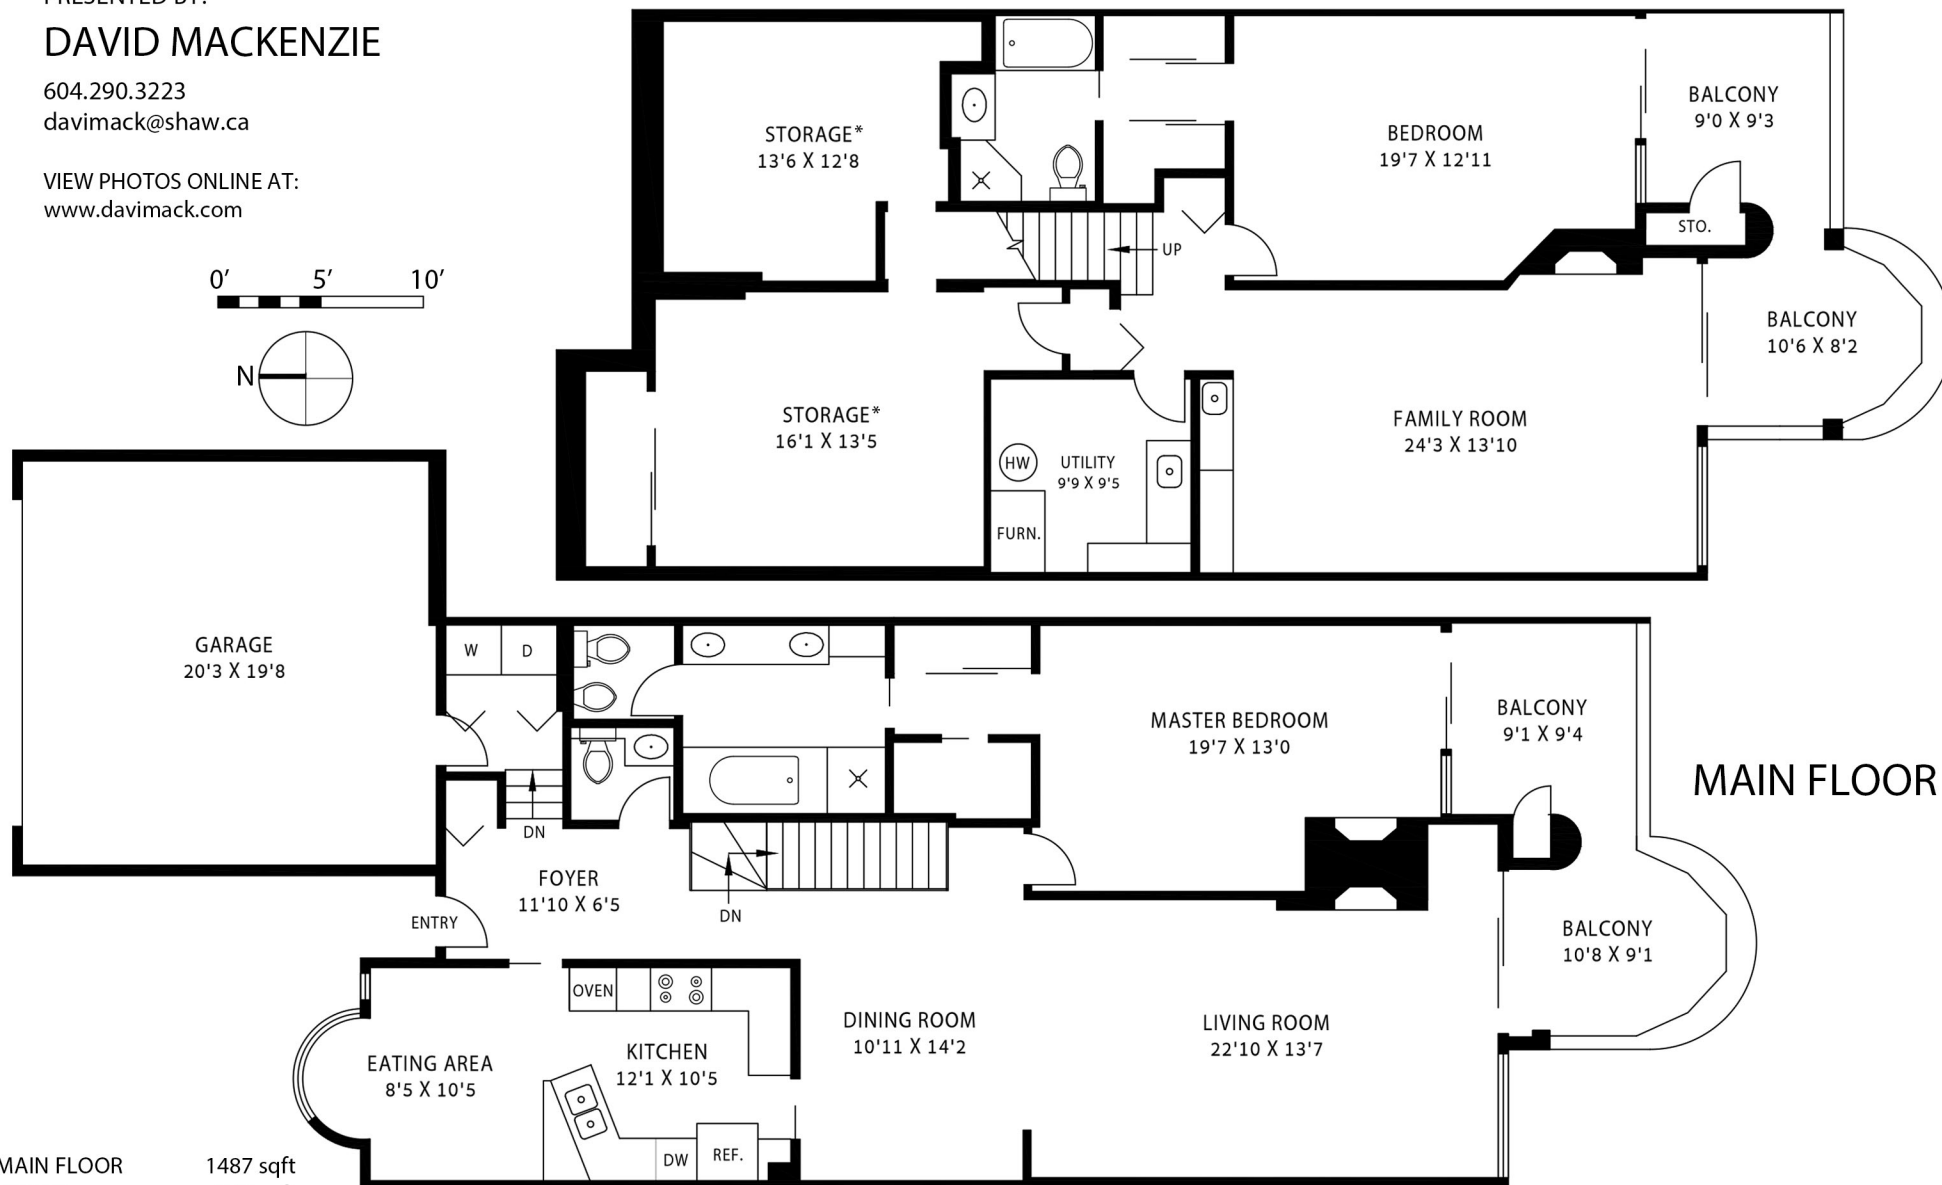 PRESENTED BY:
DAVID MACKENZIE
604.290.3223
davimack@shaw.ca
VIEW PHOTOS ONLINE AT:
www.davimack.com
0' 5' 10'
N
STORAGE*
13'6 X 12'8
BEDROOM
19'7 X 12'11
BALCONY
9'0 X 9'3
STO.
UP
BALCONY
10'6 X 8'2
STORAGE*
16'1 X 13'5
HW
UTILITY
9'9 X 9'5
FURN.
FAMILY ROOM
24'3 X 13'10
GARAGE
20'3 X 19'8
W
D
MASTER BEDROOM
19'7 X 13'0
BALCONY
9'1 X 9'4
MAIN FLOOR
DN
FOYER
11'10 X 6'5
DN
ENTRY
BALCONY
10'8 X 9'1
OVEN
EATING AREA
8'5 X 10'5
KITCHEN
12'1 X 10'5
DINING ROOM
10'11 X 14'2
LIVING ROOM
22'10 X 13'7
DW
REF.
MAIN FLOOR 1487 sqft